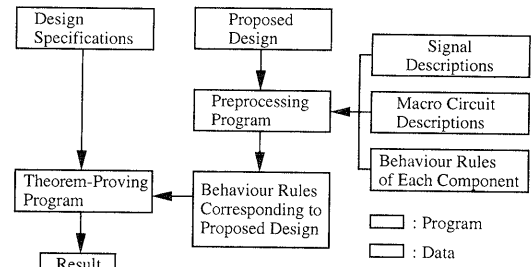 Design
Specifications
Proposed
Design
Signal
Descriptions
Preprocessing
Program
Macro Circuit
Descriptions
Behaviour Rules
of Each Component
Theorem-Proving
Program
Behaviour Rules
Corresponding to
Proposed Design
: Program
: Data
Result